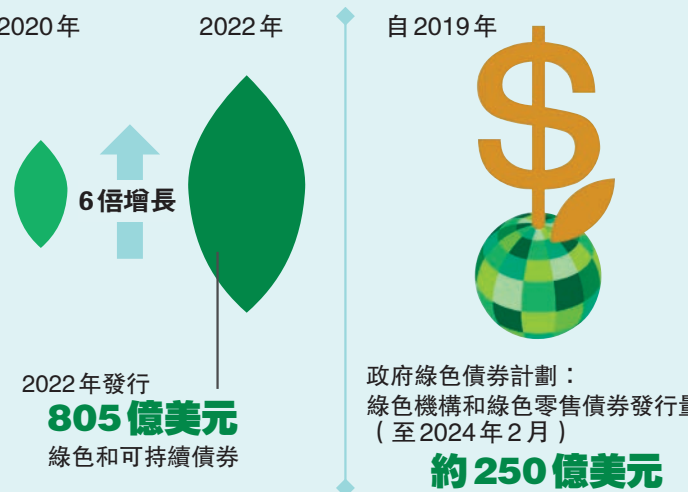 2020年
2022年
6倍增長
2022年發行
805億美元
綠色和可持續債券
自2019年
政府綠色債券計劃：
綠色機構和綠色零售債券發行量
（至2024年2月）
約250億美元